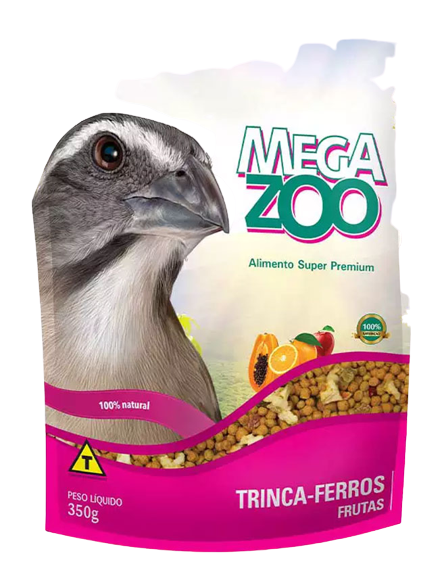 MEGA
ZOO
Alimento Super Premium
100%
100% natural
T
PESO LÍQUIDO
350g
TRINCA-FERROS
FRUTAS